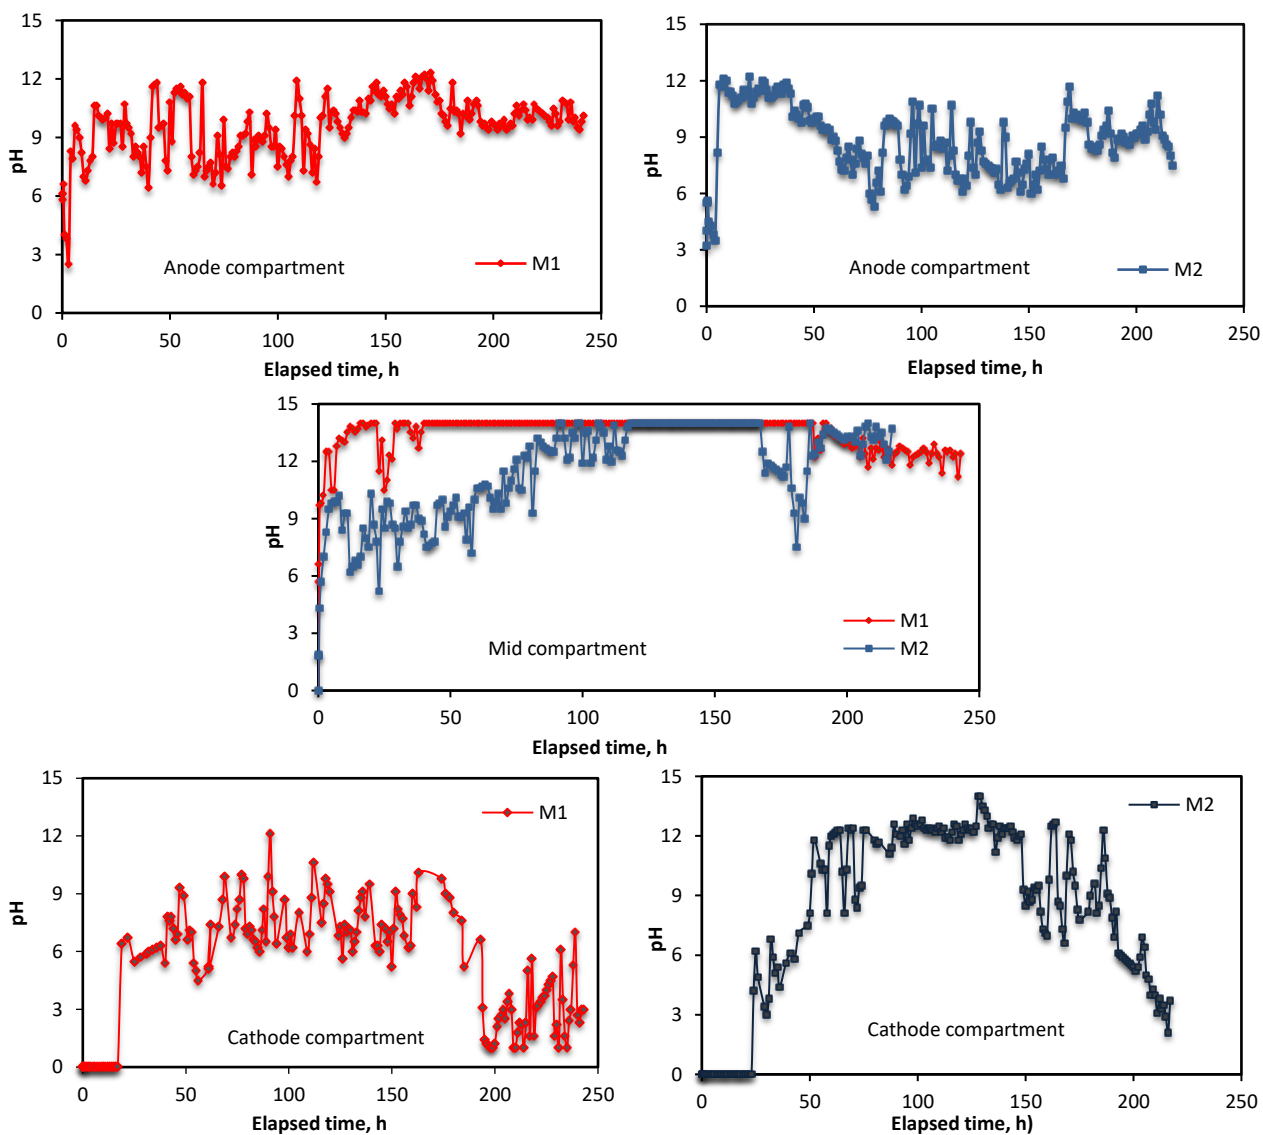 15
12
9
6
3
0
pH
0 50 100 150 200 250
Elapsed time, h
Anode compartment
M1
15
12
9
6
3
0
pH
0 50 100 150 200 250
Elapsed time, h
Anode compartment
M2
15
12
9
6
3
0
pH
0 50 100 150 200 250
Elapsed time, h
Mid compartment
M1
M2
15
12
9
6
3
0
pH
0 50 100 150 200 250
Elapsed time, h
Cathode compartment
M1
15
12
9
6
3
0
pH
0 50 100 150 200 250
Elapsed time, h)
Cathode compartment
M2